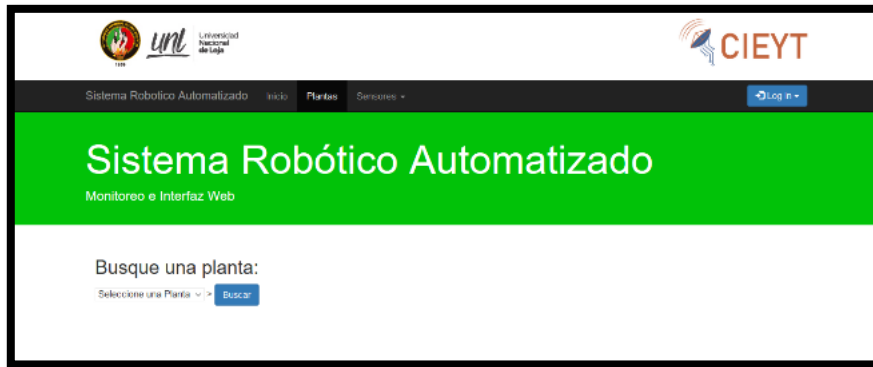 unl Universidad Nacional de Loja
1859
CIEYT
Sistema Robotico Automatizado Inicio Plantas Sensores Log In
Sistema Robótico Automatizado
Monitoreo e Interfaz Web
Busque una planta:
Seleccione una Planta > Buscar